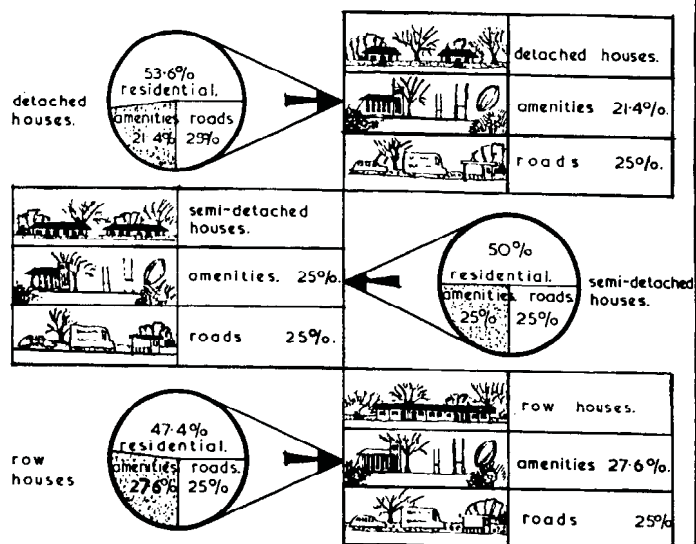 detached
houses.
53·6%
residential.
amenities
21.4%
roads
25%
detached houses.
amenities 21·4%.
roads 25%.
semi-detached
houses.
amenities. 25%.
roads 25%.
50%
residential.
amenities
25%
roads.
25%
semi-detached
houses.
row
houses
47·4%
residential.
amenities
27.6%
roads.
25%
row houses.
amenities 27·6%.
roads 25%